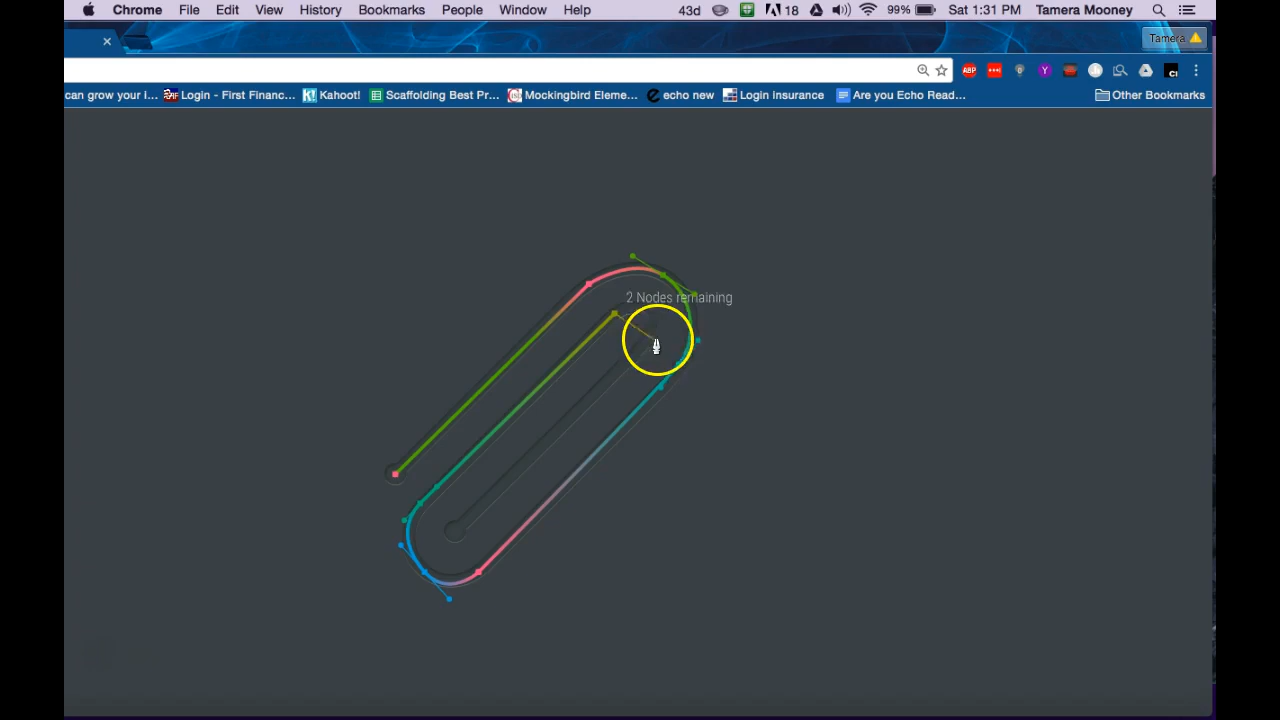 Chrome File Edit View History Bookmarks People Window Help 43d 18 99% Sat 1:31 PM Tamera Mooney
Tamera
ABP Y CI
can grow your i... Login - First Financ... Kahoot! Scaffolding Best Pr... Mockingbird Eleme... echo new Login insurance Are you Echo Read... Other Bookmarks
2 Nodes remaining